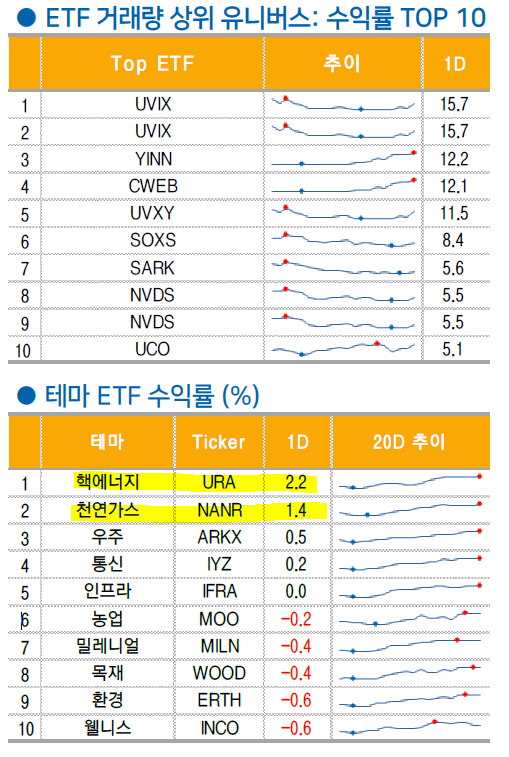 ● ETF 거래량 상위 유니버스: 수익률 TOP 10
Top ETF 추이 1D
1 UVIX 15.7
2 UVIX 15.7
3 YINN 12.2
4 CWEB 12.1
5 UVXY 11.5
6 SOXS 8.4
7 SARK 5.6
8 NVDS 5.5
9 NVDS 5.5
10 UCO 5.1
● 테마 ETF 수익률 (%)
테마 Ticker 1D 20D 추이
1 핵에너지 URA 2.2
2 천연가스 NANR 1.4
3 우주 ARKX 0.5
4 통신 IYZ 0.2
5 인프라 IFRA 0.0
6 농업 MOO -0.2
7 밀레니얼 MILN -0.4
8 목재 WOOD -0.4
9 환경 ERTH -0.6
10 웰니스 INCO -0.6